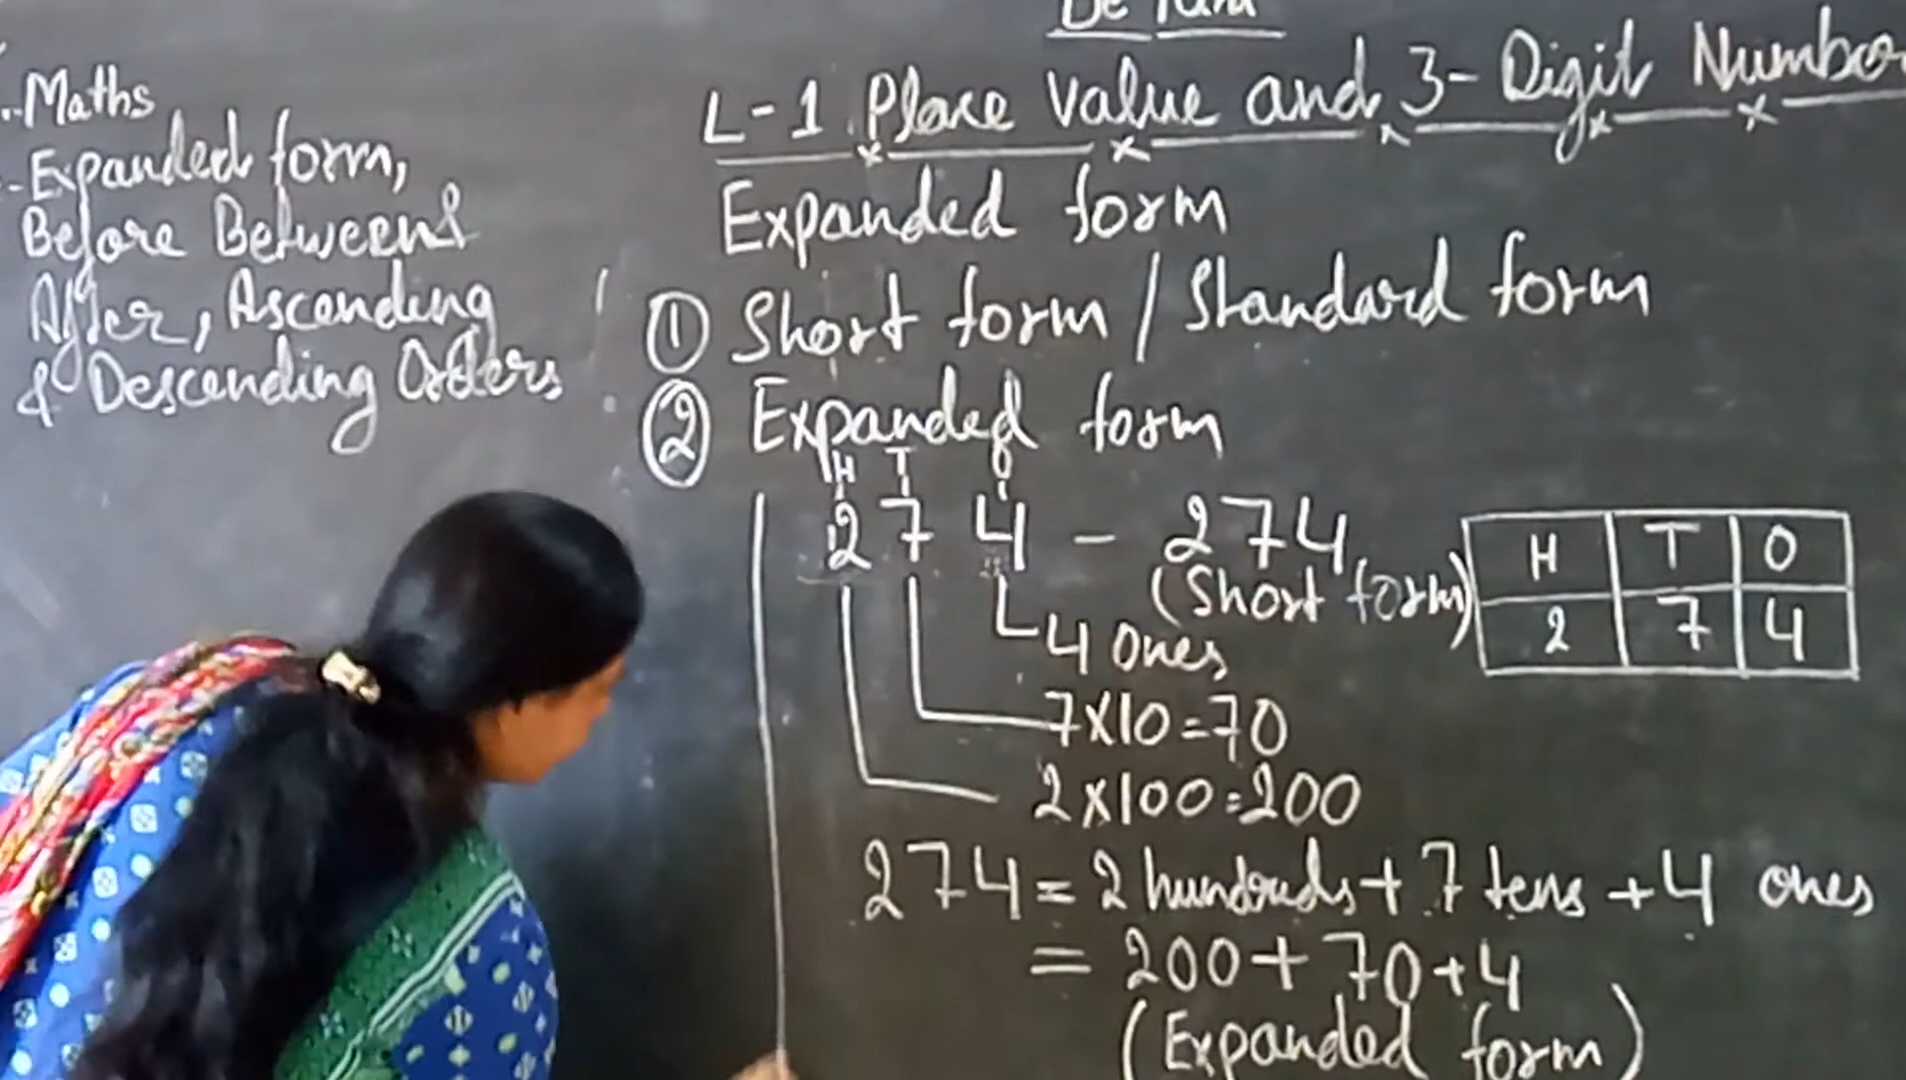 Maths
Expanded form,
Before Between &
After, Ascending
& Descending Orders
L-1 Place Value and 3-Digit Number
Expanded form
① Short form / Standard form
② Expanded form
H T O
2 7 4 - 274
(Short form)
4 ones
7x10=70
2x100=200
H T O
2 7 4
274 = 2 hundreds + 7 tens + 4 ones
= 200 + 70 + 4
(Expanded form)